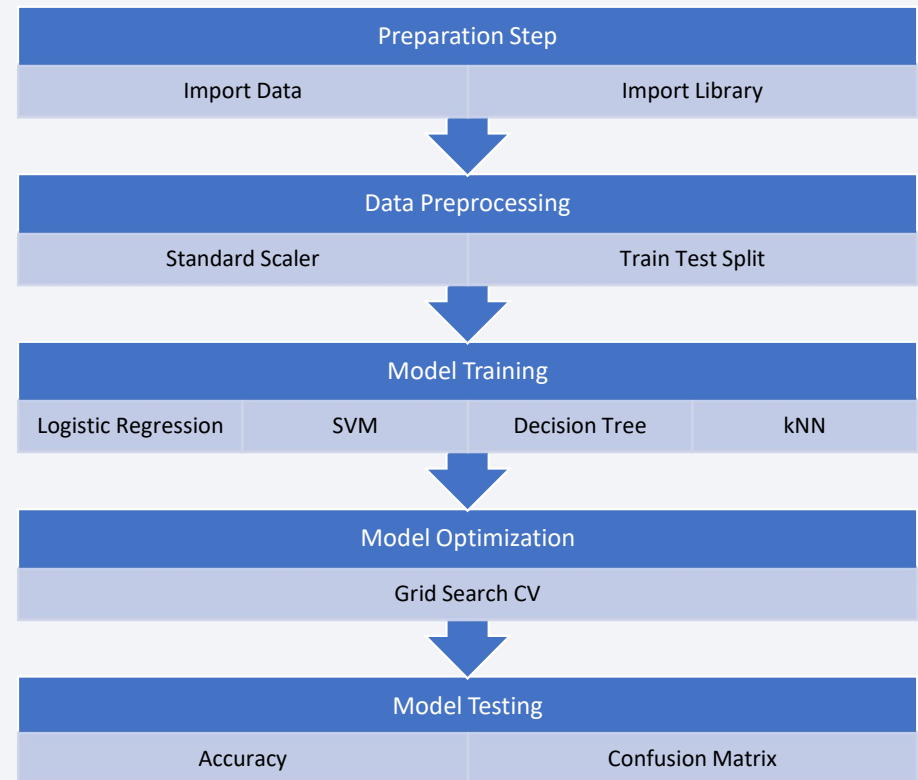 Preparation Step
Import Data
Import Library
Data Preprocessing
Standard Scaler
Train Test Split
Model Training
Logistic Regression
SVM
Decision Tree
kNN
Model Optimization
Grid Search CV
Model Testing
Accuracy
Confusion Matrix